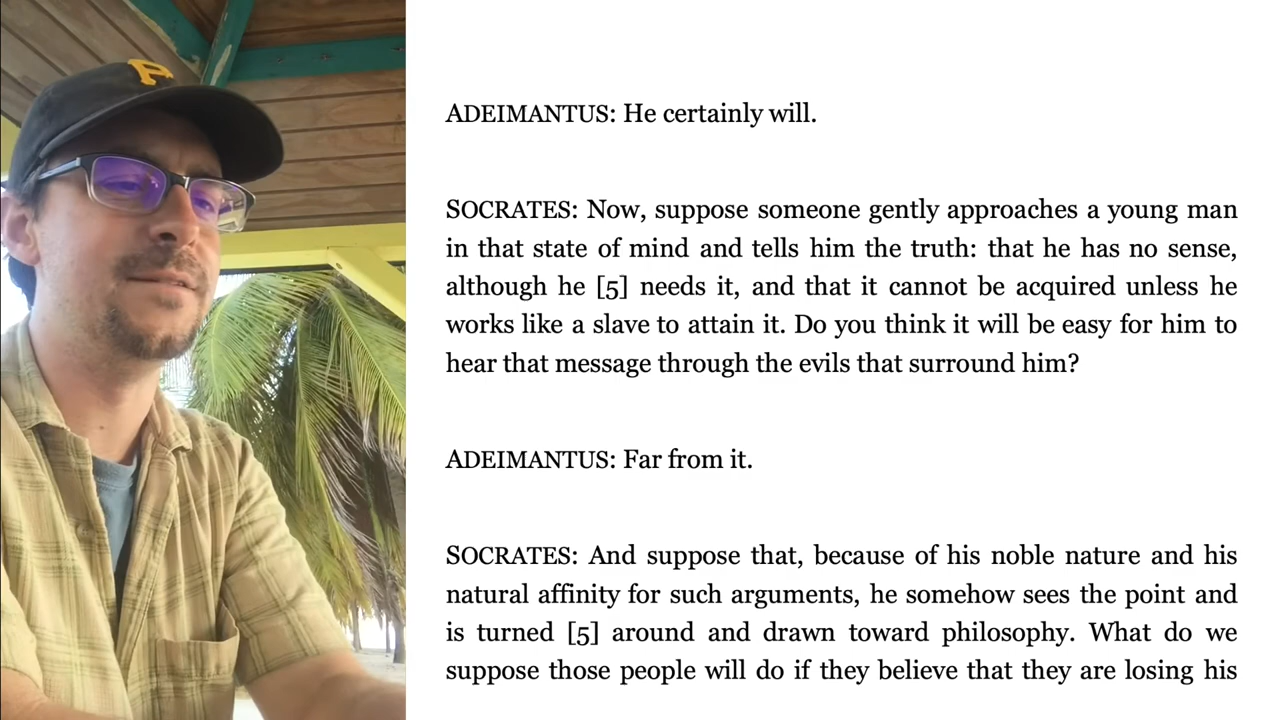 P
ADEIMANTUS: He certainly will.
SOCRATES: Now, suppose someone gently approaches a young man
in that state of mind and tells him the truth: that he has no sense,
although he [5] needs it, and that it cannot be acquired unless he
works like a slave to attain it. Do you think it will be easy for him to
hear that message through the evils that surround him?
ADEIMANTUS: Far from it.
SOCRATES: And suppose that, because of his noble nature and his
natural affinity for such arguments, he somehow sees the point and
is turned [5] around and drawn toward philosophy. What do we
suppose those people will do if they believe that they are losing his